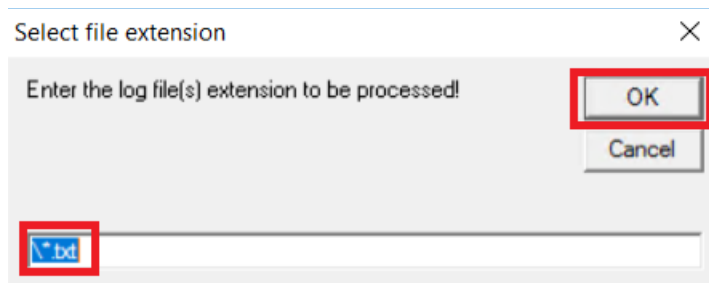 Select file extension
Enter the log file(s) extension to be processed!
OK
Cancel
\*.txt